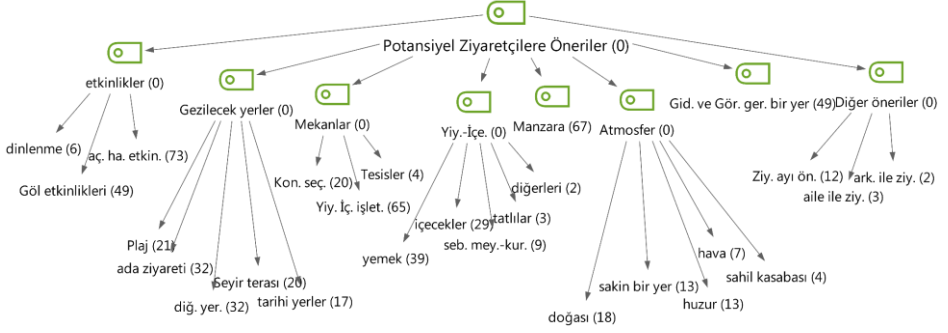 Potansiyel Ziyaretçilere Öneriler (0)
etkinlikler (0)
dinlenme (6)
aç. ha. etkin. (73)
Göl etkinlikleri (49)
Gezilecek yerler (0)
Plaj (21)
ada ziyareti (32)
diğ. yer. (32)
Seyir terası (20)
tarihi yerler (17)
Mekanlar (0)
Kon. seç. (20)
Yiy. İç. işlet. (65)
Tesisler (4)
Yiy.-İçe. (0)
yemek (39)
içecekler (29)
seb. mey.-kur. (9)
tatlılar (3)
diğerleri (2)
Manzara (67)
Atmosfer (0)
doğası (18)
sakin bir yer (13)
huzur (13)
hava (7)
sahil kasabası (4)
Gid. ve Gör. ger. bir yer (49)
Diğer öneriler (0)
Ziy. ayı ön. (12)
aile ile ziy. (3)
ark. ile ziy. (2)